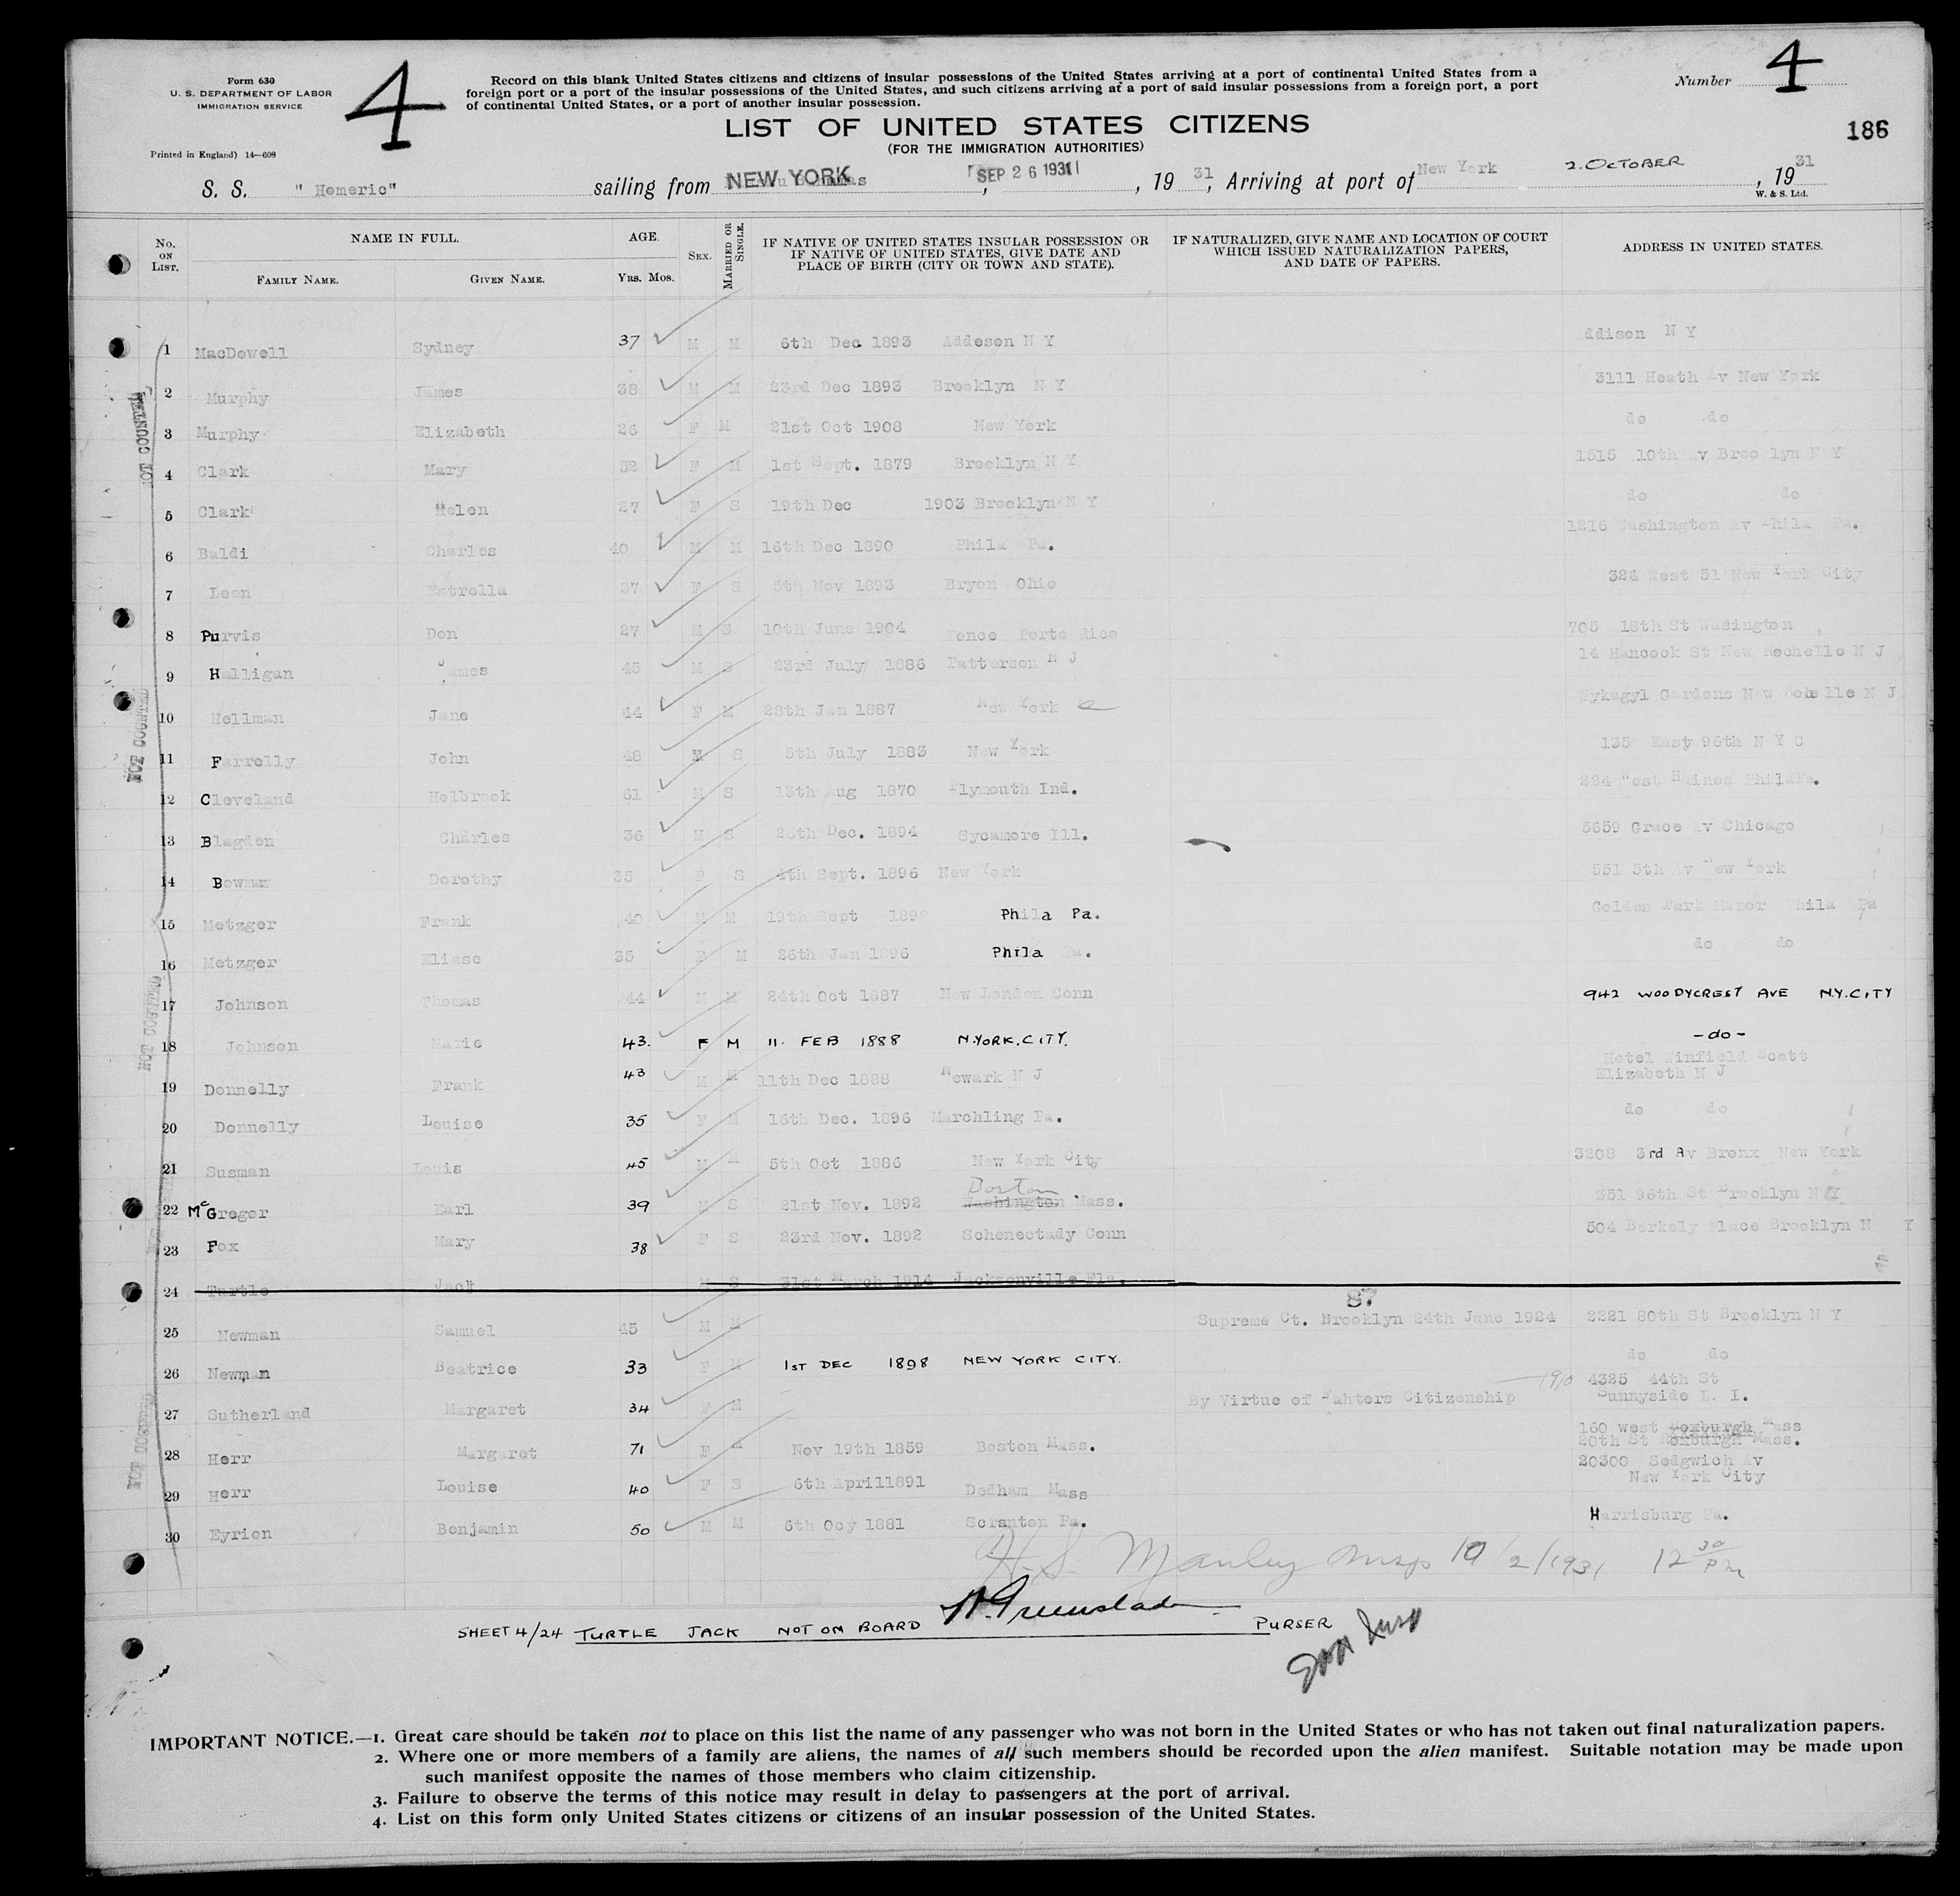 Form 630
U. S. DEPARTMENT OF LABOR
IMMIGRATION SERVICE
Printed in England) 14—608
4
Record on this blank United States citizens and citizens of insular possessions of the United States arriving at a port of continental United States from a
foreign port or a port of the insular possessions of the United States, and such citizens arriving at a port of said insular possessions from a foreign port, a port
of continental United States, or a port of another insular possession.
Number 4
186
LIST OF UNITED STATES CITIZENS
(FOR THE IMMIGRATION AUTHORITIES)
S. S. "Homeric" sailing from NEW YORK SEP 26 1931, 19 31, Arriving at port of New York 2. OCTOBER, 19 31
W. & S. Ltd.
No. ON LIST. NAME IN FULL. FAMILY NAME. GIVEN NAME. AGE. YRS. MOS. SEX. MARRIED OR SINGLE. IF NATIVE OF UNITED STATES INSULAR POSSESSION OR IF NATIVE OF UNITED STATES, GIVE DATE AND PLACE OF BIRTH (CITY OR TOWN AND STATE). IF NATURALIZED, GIVE NAME AND LOCATION OF COURT WHICH ISSUED NATURALIZATION PAPERS, AND DATE OF PAPERS. ADDRESS IN UNITED STATES.
1 MacDowell Sydney 37 M M 6th Dec 1893 Addeson N Y ddison N Y
2 Murphy James 38 M M 23rd Dec 1893 Brooklyn N Y 3111 Heath Av New York
3 Murphy Elizabeth 26 F M 21st Oct 1908 New York do do
4 Clark Mary 52 F M 1st Sept. 1879 Brooklyn N Y 1515 10th Av Brooklyn N Y
5 Clark Helen 27 F S 19th Dec 1903 Brooklyn N Y do do
6 Baldi Charles 40 M M 16th Dec 1890 Phila Pa. 1216 Washington Av Phila Pa.
7 Leon Estrella 37 F S 5th Nov 1893 Bryon Ohio West 51 New York City
8 Purvis Don 27 M S 10th June 1904 Ponce Porto Rico 705 18th St Washington
9 Halligan James 45 M S 23rd July 1886 Patterson N J 14 Hancock St New Rochelle N J
10 Hellman Jane 44 F M 28th Jan 1887 New York Wykagyl Gardens New Rochelle N J
11 Farrelly John 48 M S 5th July 1883 New York 135 East 96th N Y C
12 Cleveland Holbrook 61 M S 13th Aug 1870 Plymouth Ind. 224 West Haines Phila Pa.
13 Blagden Charles 36 M S 26th Dec. 1894 Sycamore Ill. 5659 Grace Av Chicago
14 Bowman Dorothy 35 F S 4th Sept. 1896 New York 551 5th Av New York
15 Metzger Frank 40 M M 19th Sept Phila Pa. Golden Park Manor Phila Pa
16 Metzger Eliase 35 F M 26th Jan 1896 Phila Pa. do do
17 Johnson Thomas 44 M M 24th Oct 1887 New London Conn 942 WOODYCREST AVE N.Y.CITY
18 Johnson Marie 43. F M 11. FEB 1888 N.YORK.CITY. -do-
19 Donnelly Frank 43 M M 11th Dec 1888 Newark N J Hotel Winfield Scott
Elizabeth N J
20 Donnelly Louise 35 F M 16th Dec. 1896 Marchling Pa. do do
21 Susman Louis 45 M M 5th Oct 1886 New York City 3208 3rd Av Bronx New York
22 McGregor Earl 39 M S 21st Nov. 1892 Washington Boston Mass. 351 96th St Brooklyn N Y
23 Fox Mary 38 F S 23rd Nov. 1892 Schenectady Conn 504 Berkely Place Brooklyn N Y
24 Turtle Jack M S 31st March 1914 Jacksonville Fla.
87
25 Newman Samuel 45 M M Supreme Ct. Brooklyn 24th June 1924 2221 80th St Brooklyn N Y
26 Newman Beatrice 33 F M 1ST DEC 1898 NEW YORK CITY. do do
27 Sutherland Margaret 34 F M By Virtue of Fahters Citizenship 1910 4325 44th St
Sunnyside L. I.
28 Herr Margaret 71 F M Nov 19th 1859 Boston Mass. 160 west Roxburgh Mass
20th St Roxburgh Mass.
29 Herr Louise 40 F S 6th April1891 Dedham Mass 20300 Sedgwich Av
New York City
30 Eyrion Benjamin 50 M M 6th Ocy 1881 Scranton Pa. Harrisburg Pa.
NOT COUNTED
NOT COUNTED
NOT COUNTED
NOT COUNTED
H. S. Manley Insp 10/2/1931 12 30 PM
SHEET 4/24 TURTLE JACK NOT ON BOARD PURSER
IMPORTANT NOTICE.—1. Great care should be taken not to place on this list the name of any passenger who was not born in the United States or who has not taken out final naturalization papers.
2. Where one or more members of a family are aliens, the names of all such members should be recorded upon the alien manifest. Suitable notation may be made upon
such manifest opposite the names of those members who claim citizenship.
3. Failure to observe the terms of this notice may result in delay to passengers at the port of arrival.
4. List on this form only United States citizens or citizens of an insular possession of the United States.